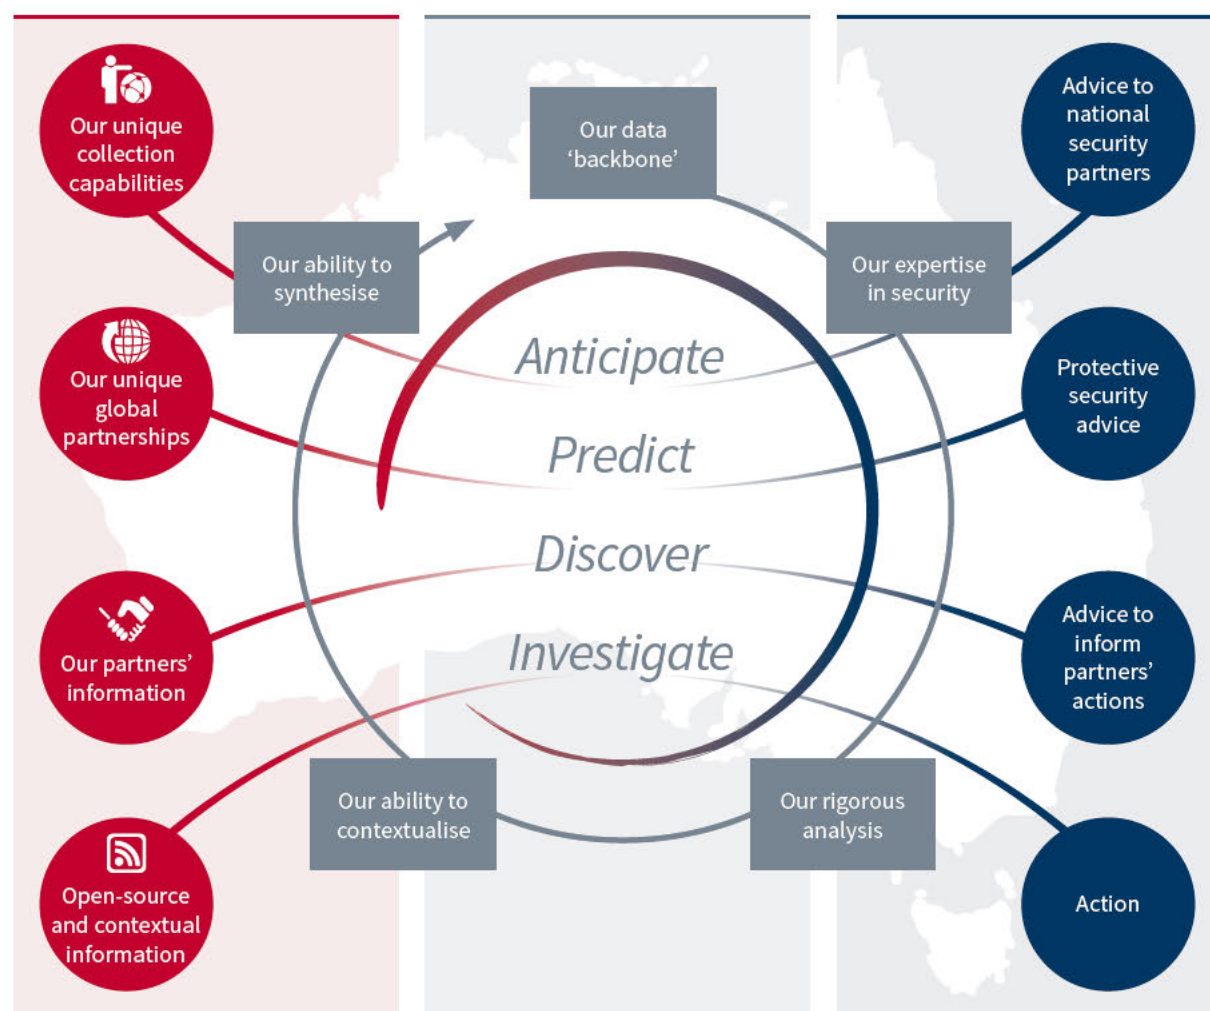 Our unique
collection
capabilities
Our unique
global
partnerships
Our partners’
information
Open-source
and contextual
information
Our data
‘backbone’
Our expertise
in security
Our rigorous
analysis
Our ability to
contextualise
Our ability to
synthesise
Anticipate
Predict
Discover
Investigate
Advice to
national
security
partners
Protective
security
advice
Advice to
inform
partners’
actions
Action